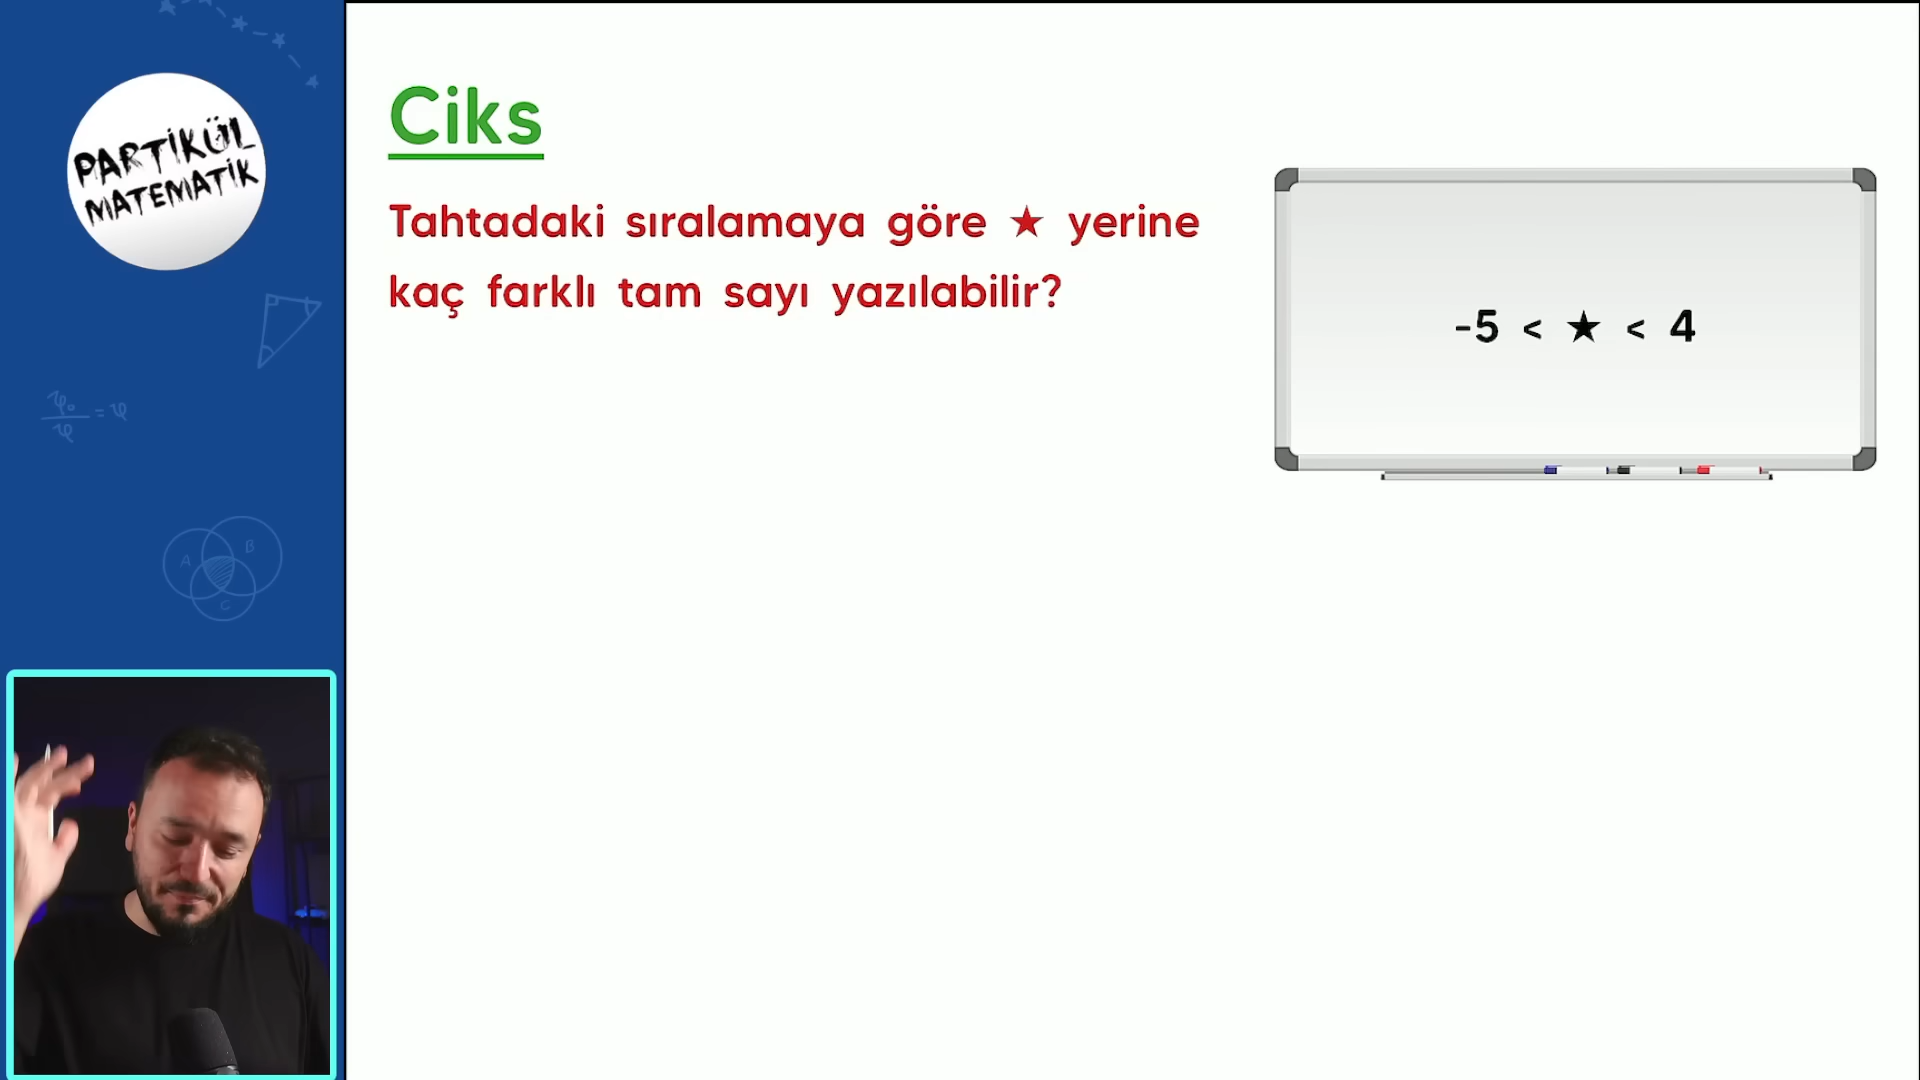 PARTİKÜL
MATEMATİK
Ciks
Tahtadaki sıralamaya göre ★ yerine
kaç farklı tam sayı yazılabilir?
-5 < ★ < 4
A
B
C